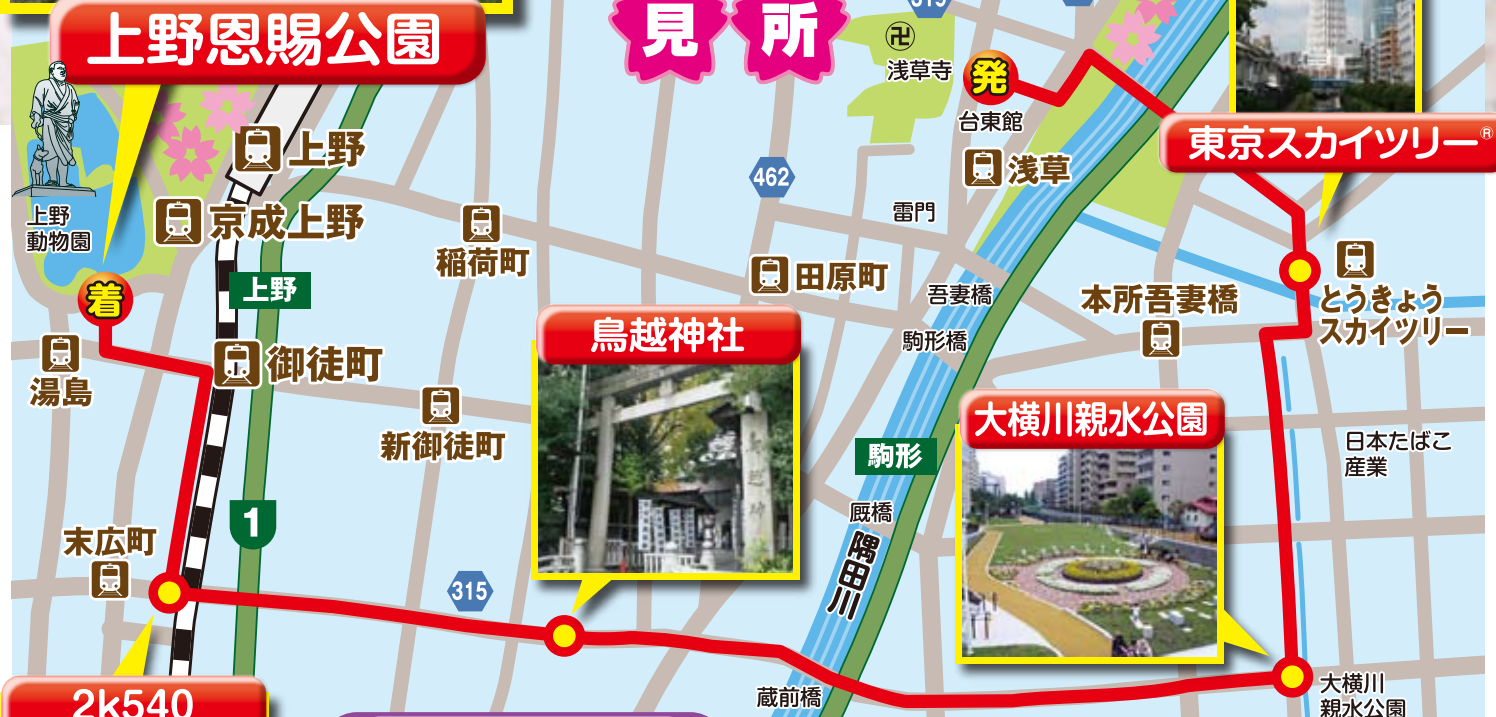 上野恩賜公園
見
所
315
卍
浅草寺
発
台東館
浅草
東京スカイツリー®
上野
京成上野
上野
動物園
稲荷町
462
雷門
田原町
吾妻橋
駒形橋
本所吾妻橋
とうきょう
スカイツリー
着
上野
湯島
御徒町
新御徒町
鳥越神社
大横川親水公園
駒形
日本たばこ
産業
厩橋
隅田川
1
末広町
315
蔵前橋
大横川
親水公園
2k540